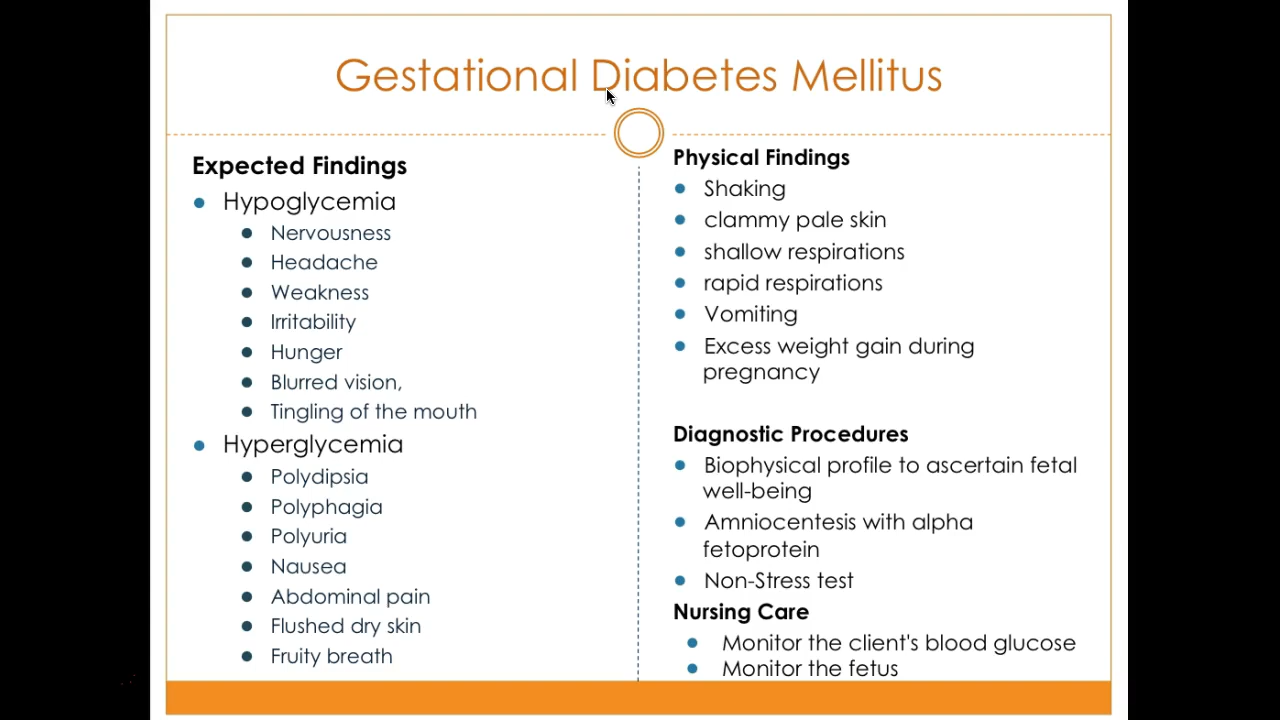 Gestational Diabetes Mellitus
Expected Findings
Hypoglycemia
Nervousness
Headache
Weakness
Irritability
Hunger
Blurred vision,
Tingling of the mouth
Hyperglycemia
Polydipsia
Polyphagia
Polyuria
Nausea
Abdominal pain
Flushed dry skin
Fruity breath
Physical Findings
Shaking
clammy pale skin
shallow respirations
rapid respirations
Vomiting
Excess weight gain during
pregnancy
Diagnostic Procedures
Biophysical profile to ascertain fetal
well-being
Amniocentesis with alpha
fetoprotein
Non-Stress test
Nursing Care
Monitor the client's blood glucose
Monitor the fetus